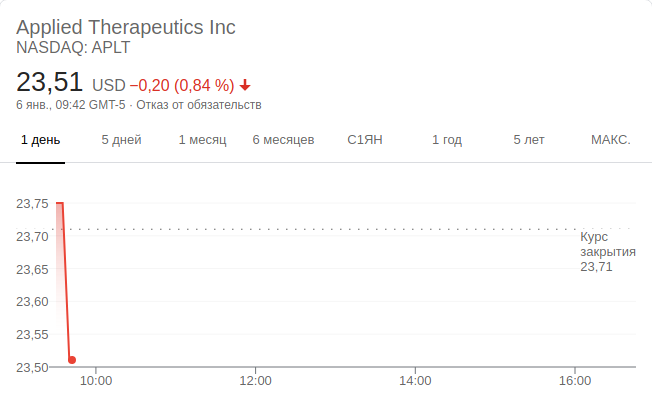 Applied Therapeutics Inc
NASDAQ: APLT
23,51 USD −0,20 (0,84 %)
6 янв., 09:42 GMT-5 · Отказ от обязательств
1 день 5 дней 1 месяц 6 месяцев С1ЯН 1 год 5 лет МАКС.
23,75
23,70
Курс
закрытия
23,71
23,65
23,60
23,55
23,50
10:00 12:00 14:00 16:00